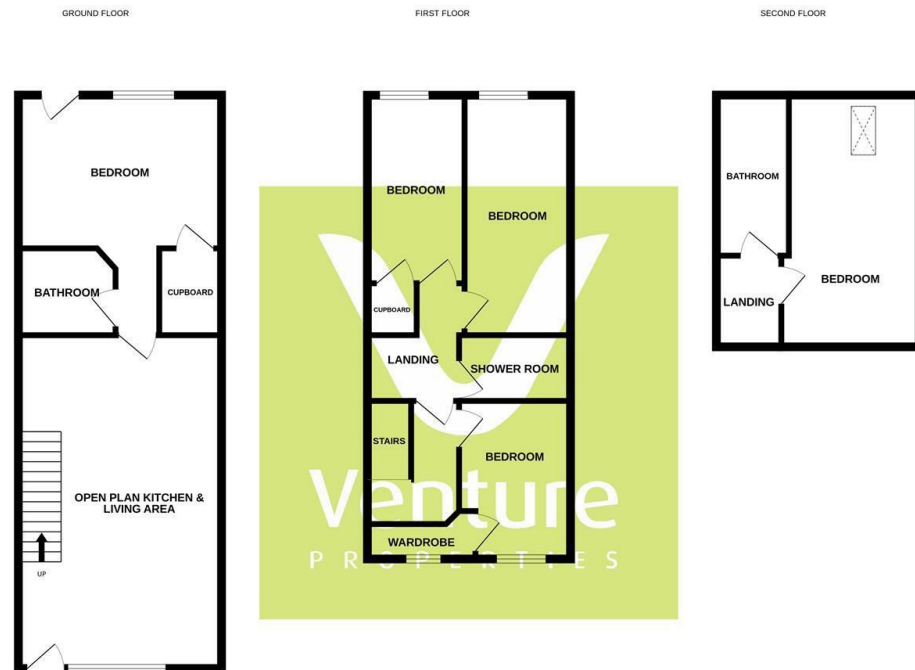 GROUND FLOOR
FIRST FLOOR
SECOND FLOOR
BEDROOM
BATHROOM
CUPBOARD
OPEN PLAN KITCHEN &
LIVING AREA
UP
BEDROOM
BEDROOM
CUPBOARD
LANDING
SHOWER ROOM
STAIRS
BEDROOM
WARDROBE
Venture
PROPERTIES
BATHROOM
LANDING
BEDROOM